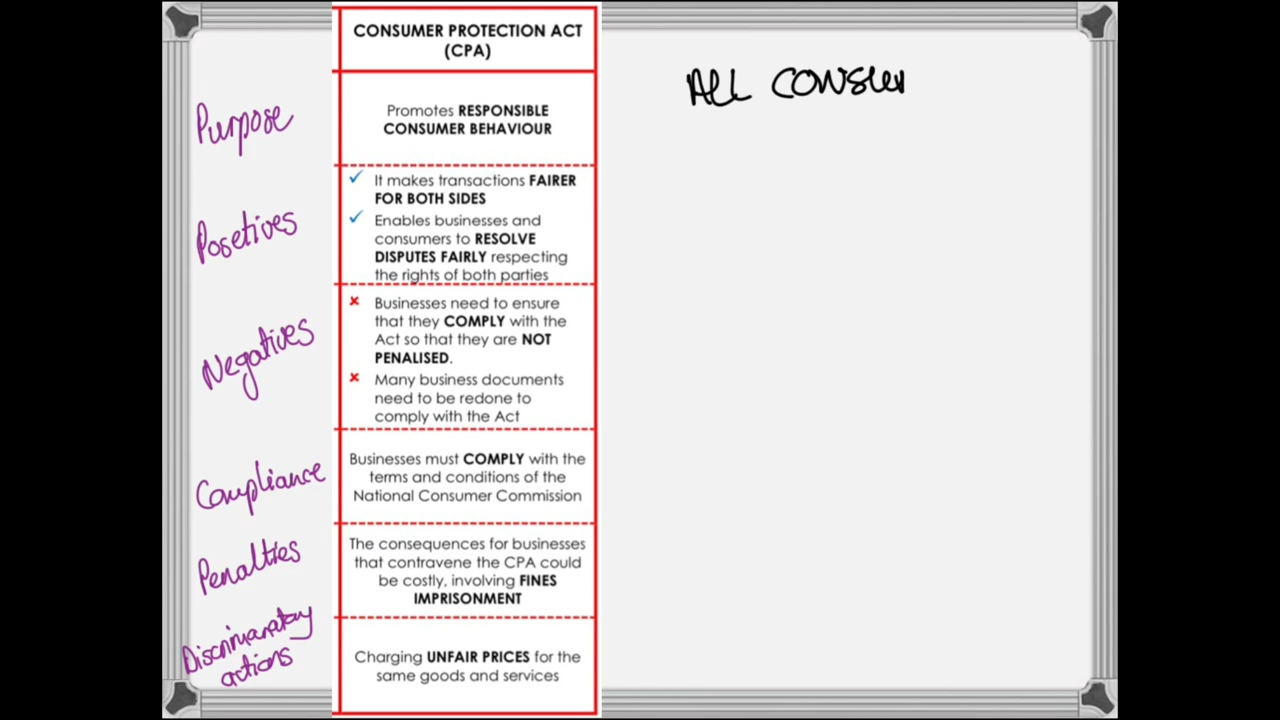 CONSUMER PROTECTION ACT
(CPA)
ALL CONSU
Purpose
Promotes RESPONSIBLE
CONSUMER BEHAVIOUR
Posetives
✓ It makes transactions FAIRER
FOR BOTH SIDES
✓ Enables businesses and
consumers to RESOLVE
DISPUTES FAIRLY respecting
the rights of both parties
Negatives
✘ Businesses need to ensure
that they COMPLY with the
Act so that they are NOT
PENALISED.
✘ Many business documents
need to be redone to
comply with the Act
Compliance
Businesses must COMPLY with the
terms and conditions of the
National Consumer Commission
Penalties
The consequences for businesses
that contravene the CPA could
be costly, involving FINES
IMPRISONMENT
Discrimanatory
actions
Charging UNFAIR PRICES for the
same goods and services